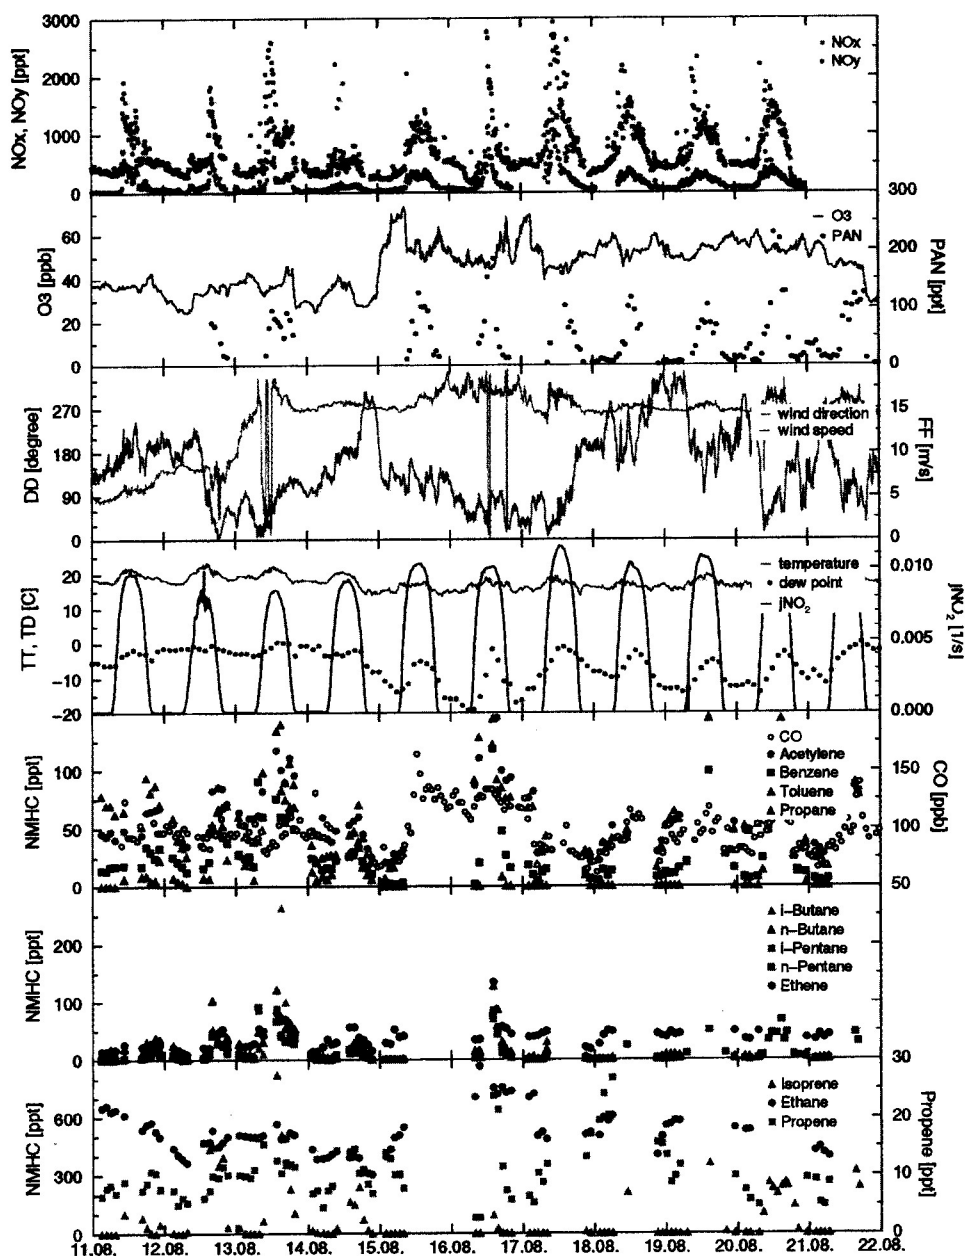 3000
2000
1000
0
NOx, NOy [ppt]
NOx
NOy
300
60
40
20
0
O3 [ppb]
O3
PAN
200
100
0
PAN [ppt]
270
180
90
0
DD [degree]
wind direction
wind speed
15
10
5
0
FF [m/s]
20
10
0
−10
−20
TT, TD [C]
temperature
dew point
jNO2
0.010
0.005
0.000
jNO2 [1/s]
100
50
0
NMHC [ppt]
CO
Acetylene
Benzene
Toluene
Propane
150
100
50
CO [ppb]
200
100
0
NMHC [ppt]
i−Butane
n−Butane
i−Pentane
n−Pentane
Ethene
30
600
300
0
NMHC [ppt]
Isoprene
Ethane
Propene
20
10
0
Propene [ppt]
11.08. 12.08. 13.08. 14.08. 15.08. 16.08. 17.08. 18.08. 19.08. 20.08. 21.08. 22.08.